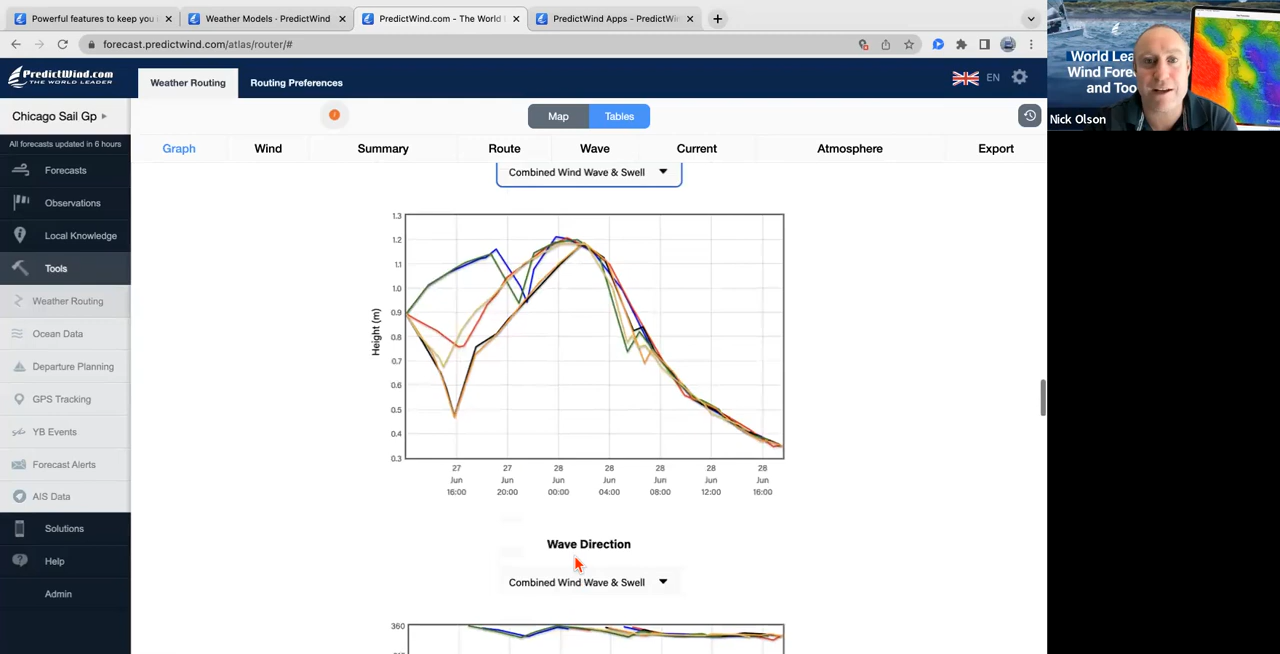 Powerful features to keep you
Weather Models - PredictWind
PredictWind.com - The World
PredictWind Apps - PredictWin
forecast.predictwind.com/atlas/router/#
PredictWind.com
THE WORLD LEADER
Weather Routing
Routing Preferences
EN
Chicago Sail Gp
Map
Tables
All forecasts updated in 6 hours
Graph
Wind
Summary
Route
Wave
Current
Atmosphere
Export
Forecasts
Observations
Local Knowledge
Tools
Weather Routing
Ocean Data
Departure Planning
GPS Tracking
YB Events
Forecast Alerts
AIS Data
Solutions
Help
Admin
Combined Wind Wave & Swell
Height (m)
1.3
1.2
1.1
1.0
0.9
0.8
0.7
0.6
0.5
0.4
0.3
27 Jun 16:00
27 Jun 20:00
28 Jun 00:00
28 Jun 04:00
28 Jun 08:00
28 Jun 12:00
28 Jun 16:00
Wave Direction
Combined Wind Wave & Swell
360
World Lea
Wind Fore
and Too
Nick Olson